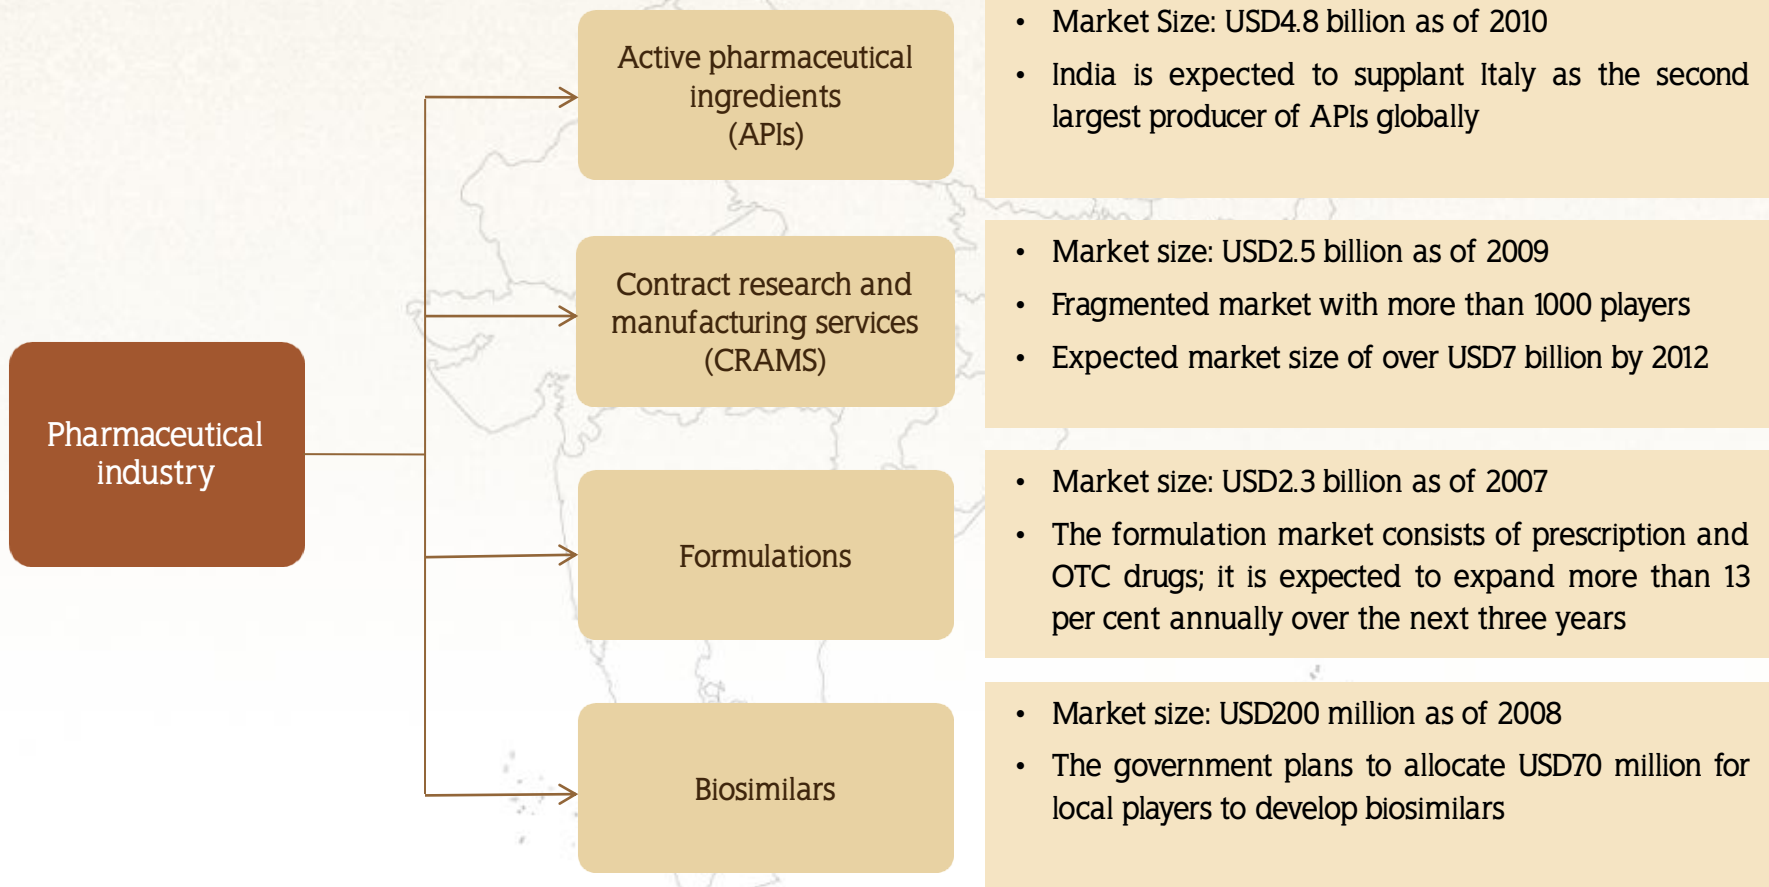 Pharmaceutical
industry
Active pharmaceutical
ingredients
(APIs)
• Market Size: USD4.8 billion as of 2010
• India is expected to supplant Italy as the second
largest producer of APIs globally
Contract research and
manufacturing services
(CRAMS)
• Market size: USD2.5 billion as of 2009
• Fragmented market with more than 1000 players
• Expected market size of over USD7 billion by 2012
Formulations
• Market size: USD2.3 billion as of 2007
• The formulation market consists of prescription and
OTC drugs; it is expected to expand more than 13
per cent annually over the next three years
Biosimilars
• Market size: USD200 million as of 2008
• The government plans to allocate USD70 million for
local players to develop biosimilars